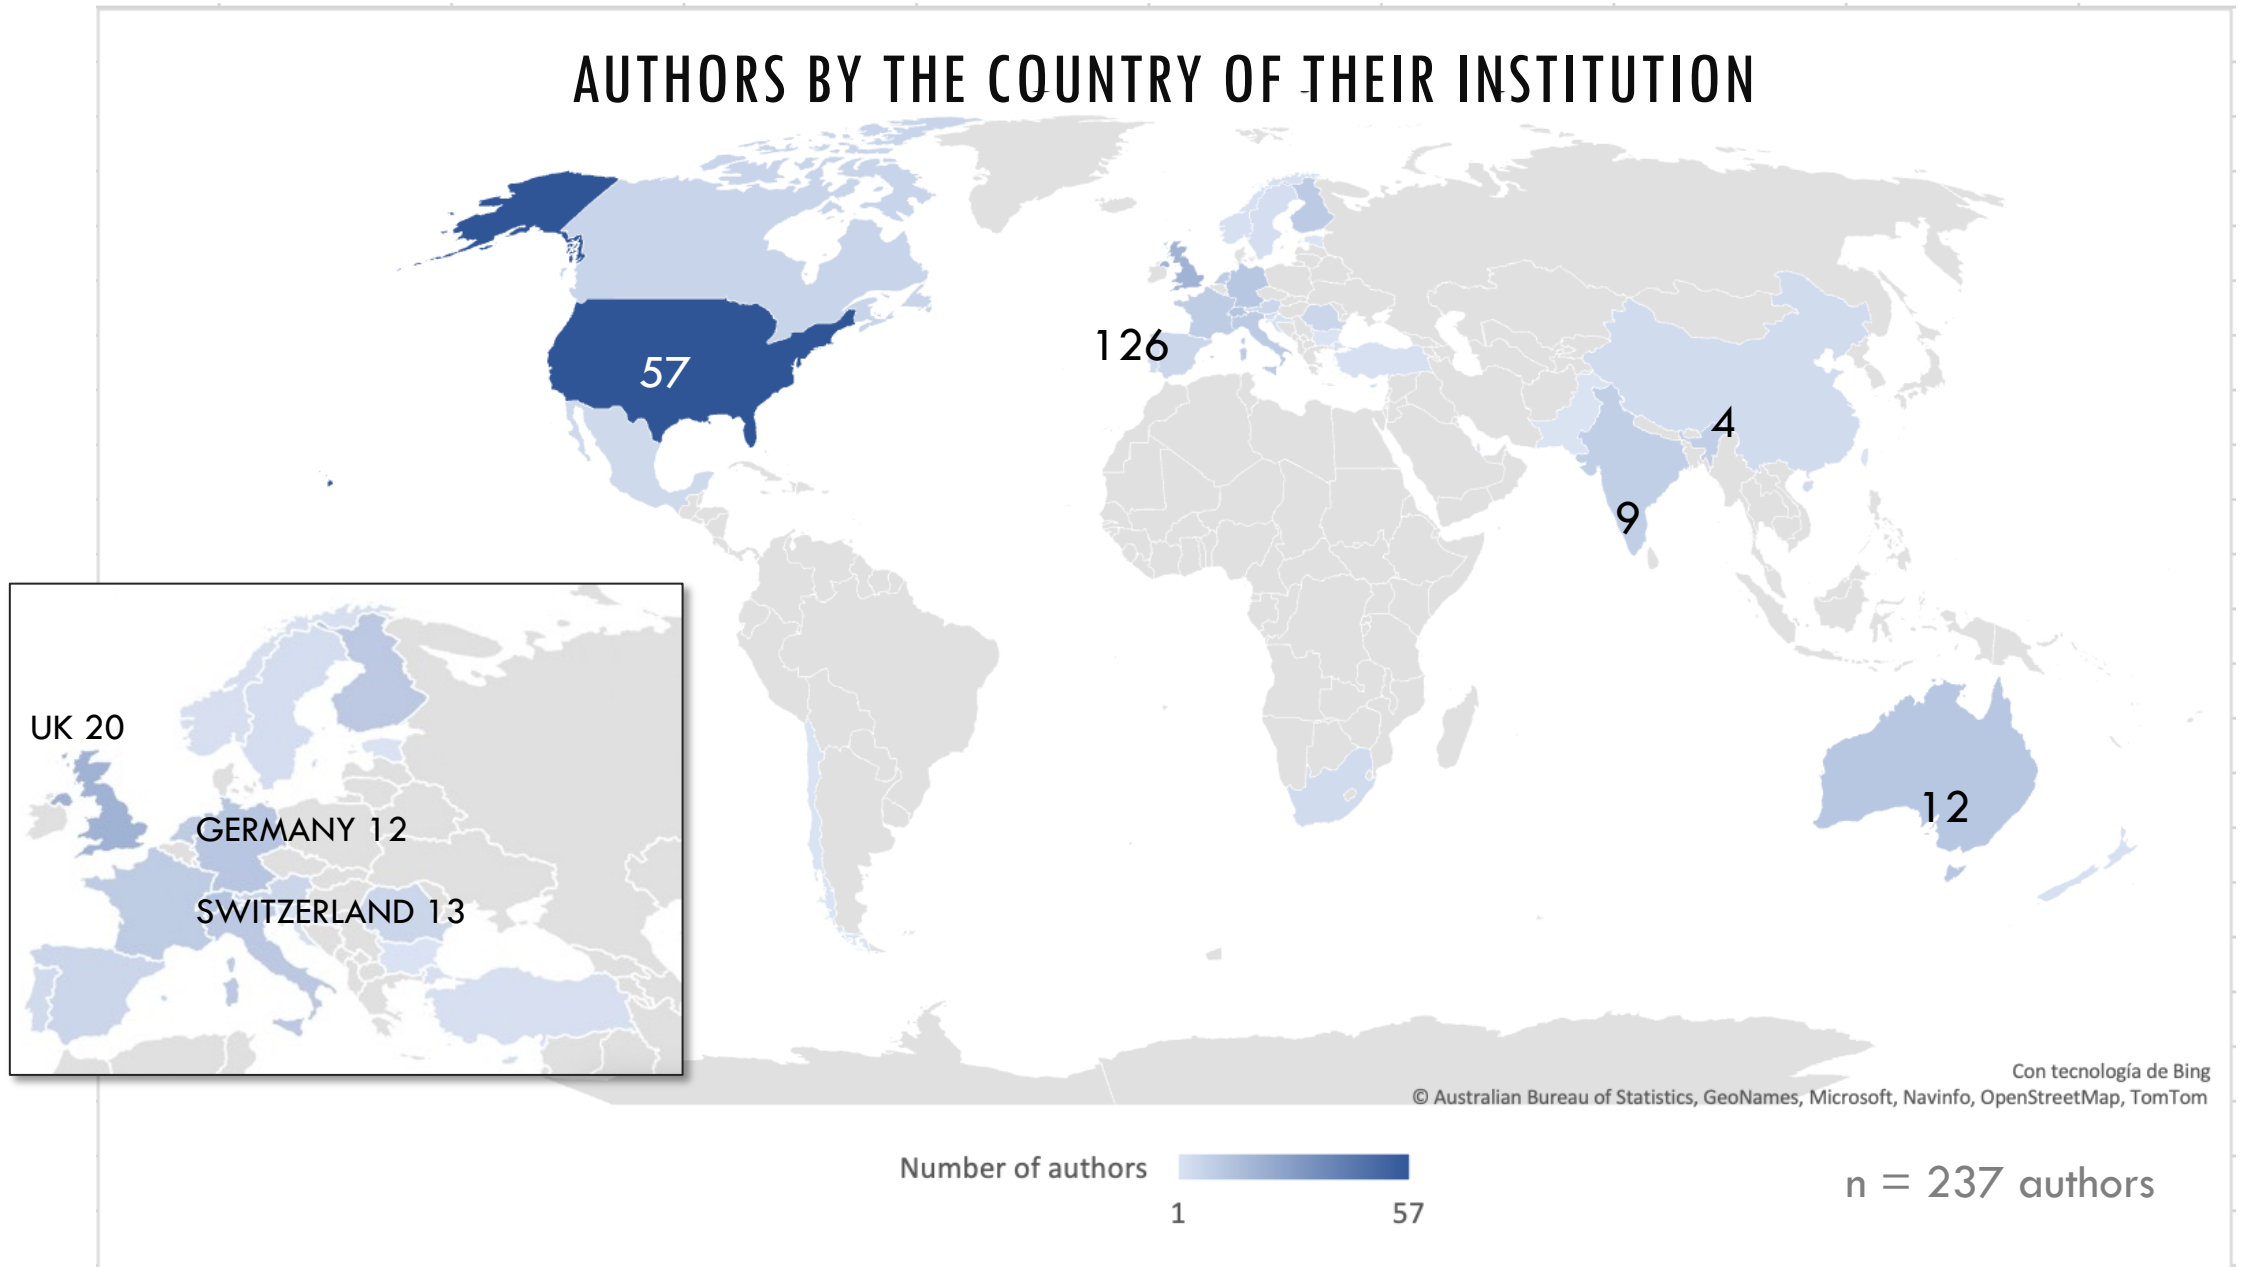 AUTHORS BY THE COUNTRY OF THEIR INSTITUTION
57
126
4
9
12
UK 20
GERMANY 12
SWITZERLAND 13
Con tecnología de Bing
© Australian Bureau of Statistics, GeoNames, Microsoft, Navinfo, OpenStreetMap, TomTom
Number of authors
1
57
n = 237 authors